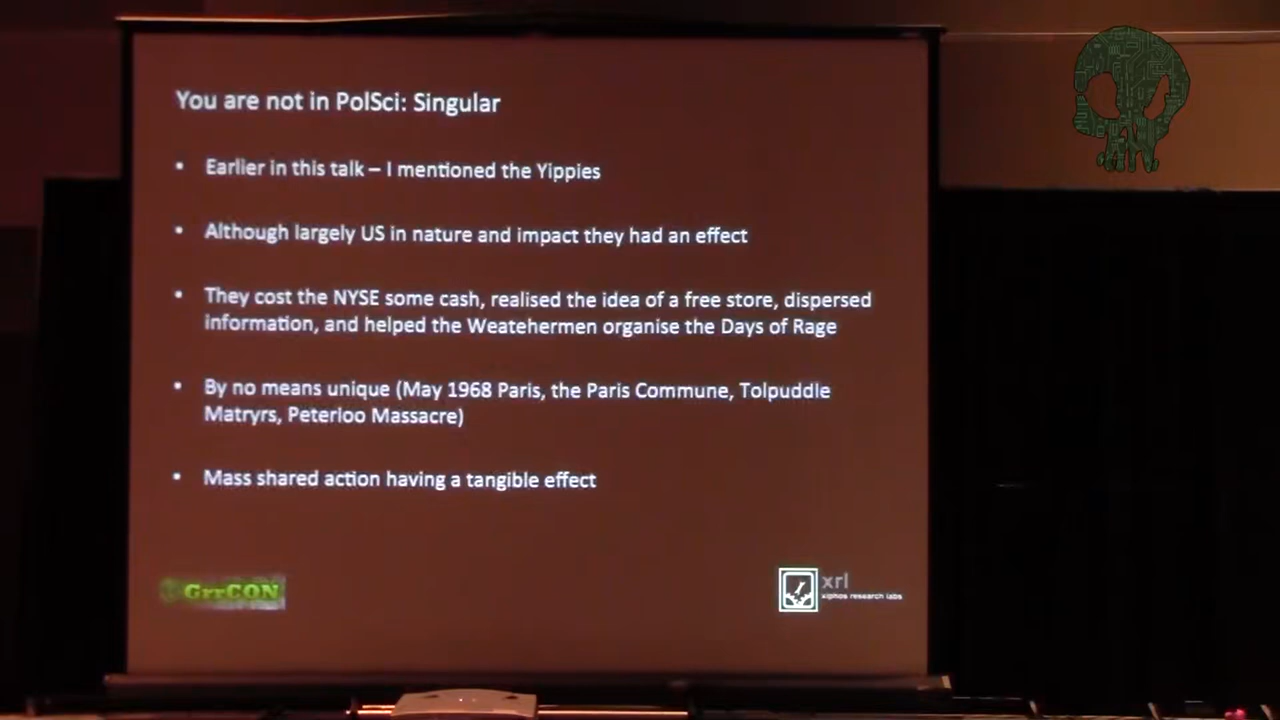 You are not in PolSci: Singular
• Earlier in this talk – I mentioned the Yippies
• Although largely US in nature and impact they had an effect
• They cost the NYSE some cash, realised the idea of a free store, dispersed
information, and helped the Weatehermen organise the Days of Rage
• By no means unique (May 1968 Paris, the Paris Commune, Tolpuddle
Matryrs, Peterloo Massacre)
• Mass shared action having a tangible effect
GrrCON
xrl
xiphos research labs